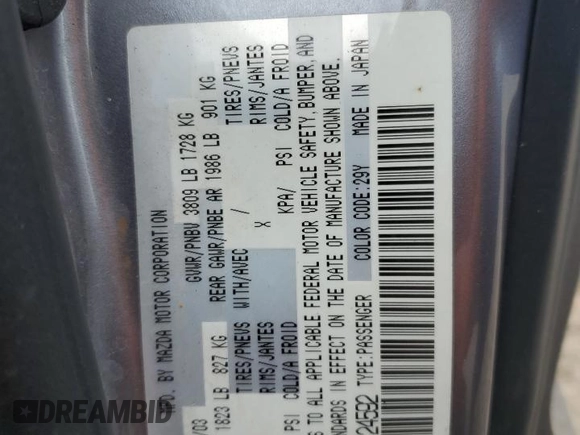 MFD. BY MAZDA MOTOR CORPORATION
/03 GVWR/PNBV 3809 LB 1728 KG
1823 LB 827 KG REAR GAWR/PNBE AR 1986 LB 901 KG
TIRES/PNEUS WITH/AVEC / TIRES/PNEUS
RIMS/JANTES X RIMS/JANTES
PSI COLD/A FROID KPA/ PSI COLD/A FROID
S TO ALL APPLICABLE FEDERAL MOTOR VEHICLE SAFETY, BUMPER, AND
STANDARDS IN EFFECT ON THE DATE OF MANUFACTURE SHOWN ABOVE.
24592 TYPE:PASSENGER COLOR CODE:29Y MADE IN JAPAN
DREAMBID